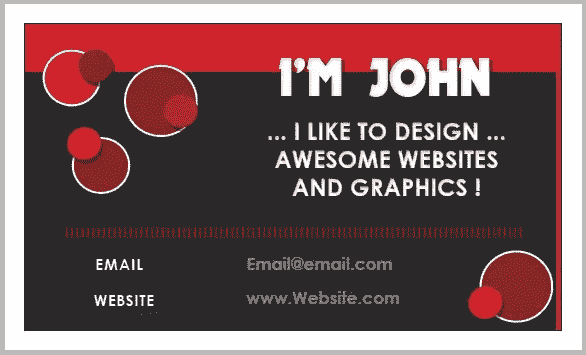 I'M JOHN
... I LIKE TO DESIGN ...
AWESOME WEBSITES
AND GRAPHICS !
EMAIL Email@email.com
WEBSITE www.Website.com